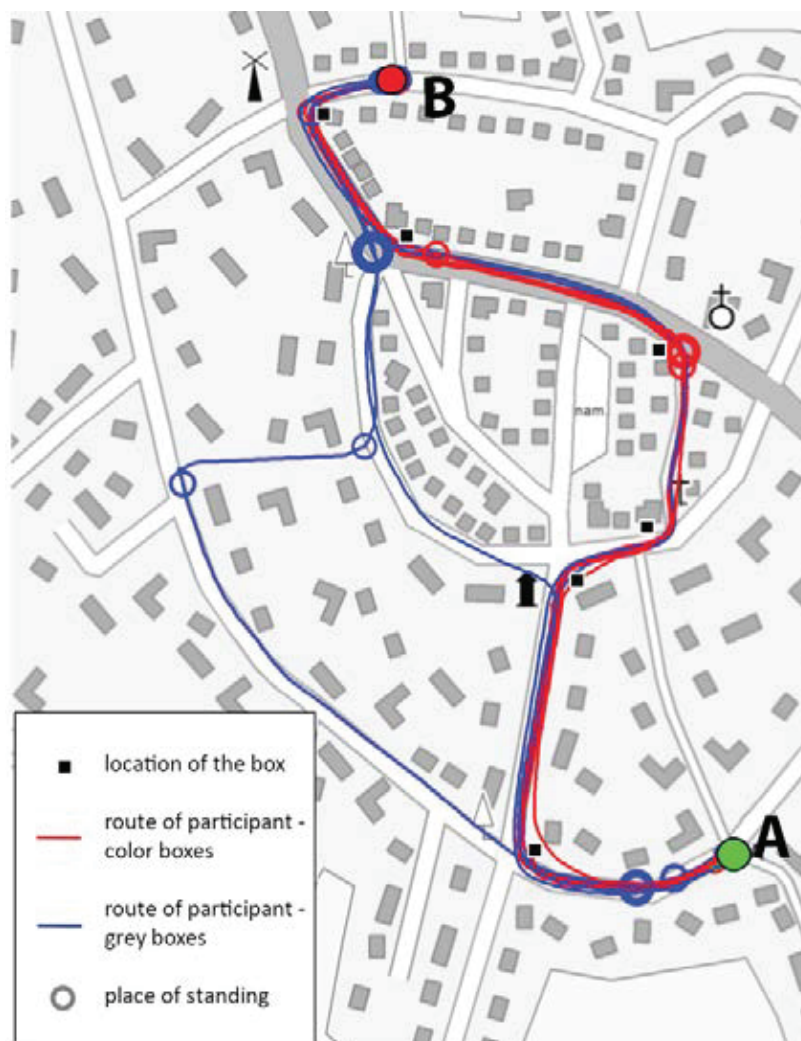 B
nam.
A
location of the box
route of participant -
color boxes
route of participant -
grey boxes
place of standing